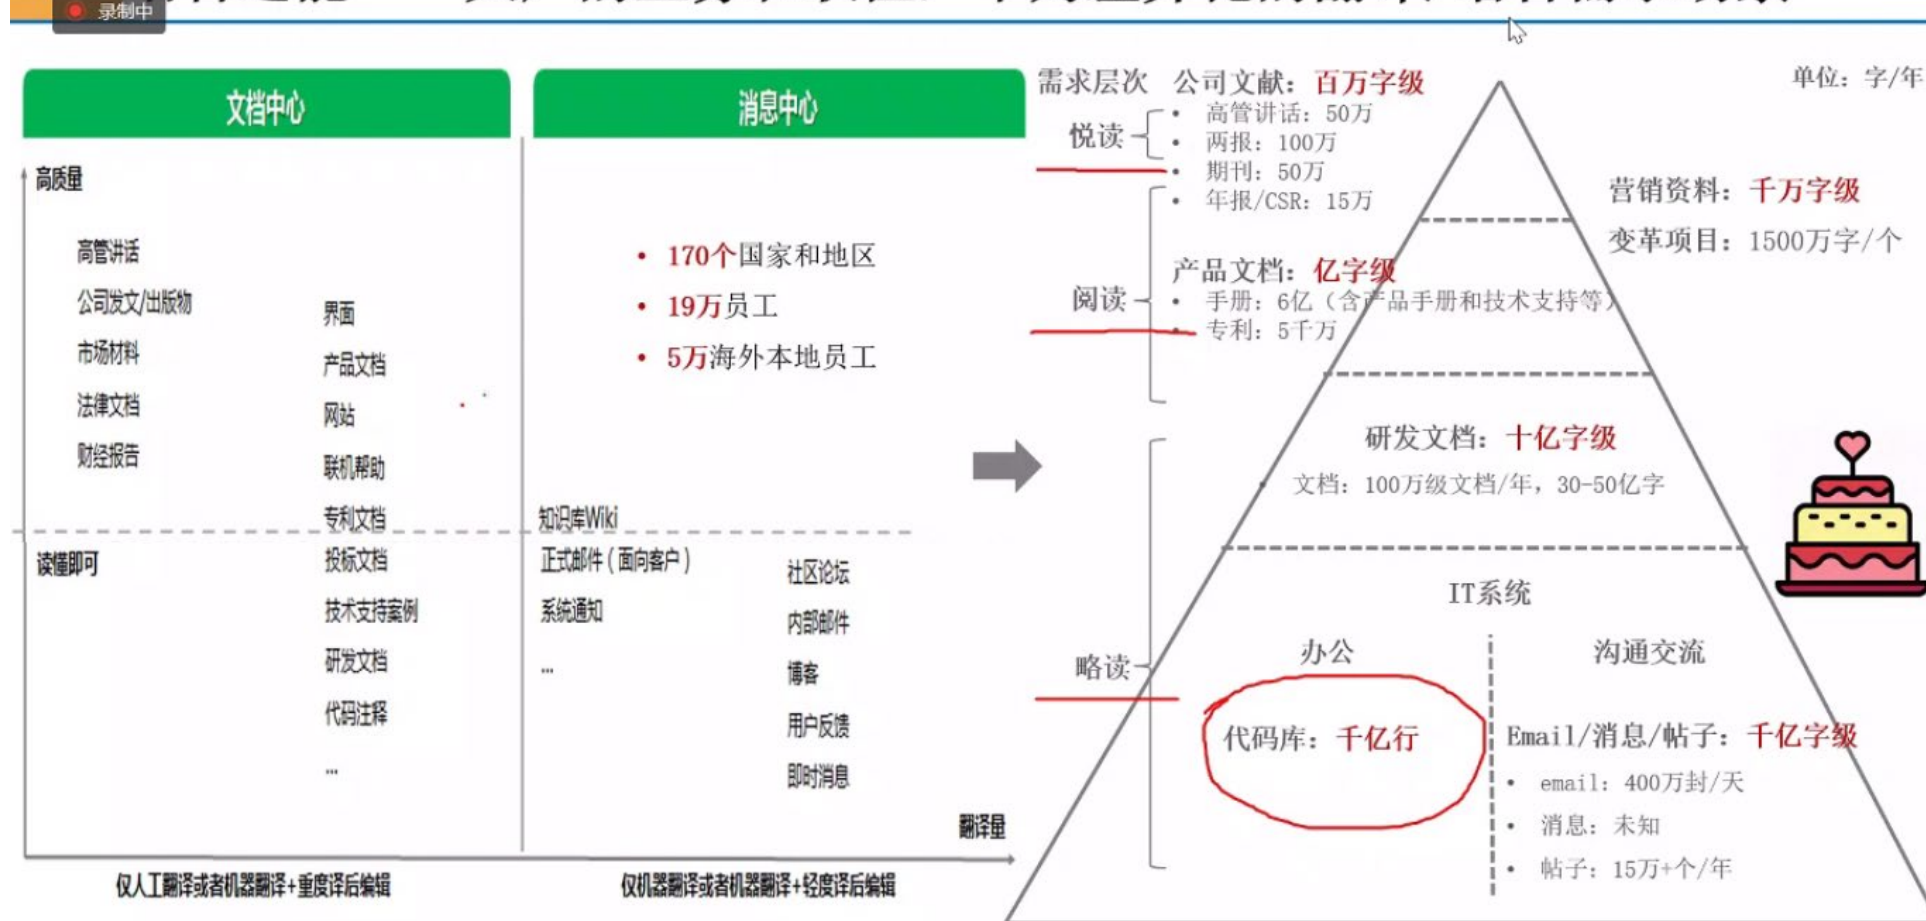 录制中
文档中心
高质量
高管讲话
公司发文/出版物
市场材料
法律文档
财经报告
界面
产品文档
网站
联机帮助
专利文档
读懂即可
投标文档
技术支持案例
研发文档
代码注释
...
仅人工翻译或者机器翻译+重度译后编辑
消息中心
• 170个国家和地区
• 19万员工
• 5万海外本地员工
知识库Wiki
正式邮件（面向客户）
系统通知
...
社区论坛
内部邮件
博客
用户反馈
即时消息
翻译量
仅机器翻译或者机器翻译+轻度译后编辑
需求层次
悦读
阅读
略读
公司文献：百万字级
• 高管讲话：50万
• 两报：100万
• 期刊：50万
• 年报/CSR：15万
单位：字/年
营销资料：千万字级
变革项目：1500万字/个
产品文档：亿字级
• 手册：6亿（含产品手册和技术支持等）
• 专利：5千万
研发文档：十亿字级
• 文档：100万级文档/年，30-50亿字
IT系统
办公
代码库：千亿行
沟通交流
Email/消息/帖子：千亿字级
• email：400万封/天
• 消息：未知
• 帖子：15万+个/年